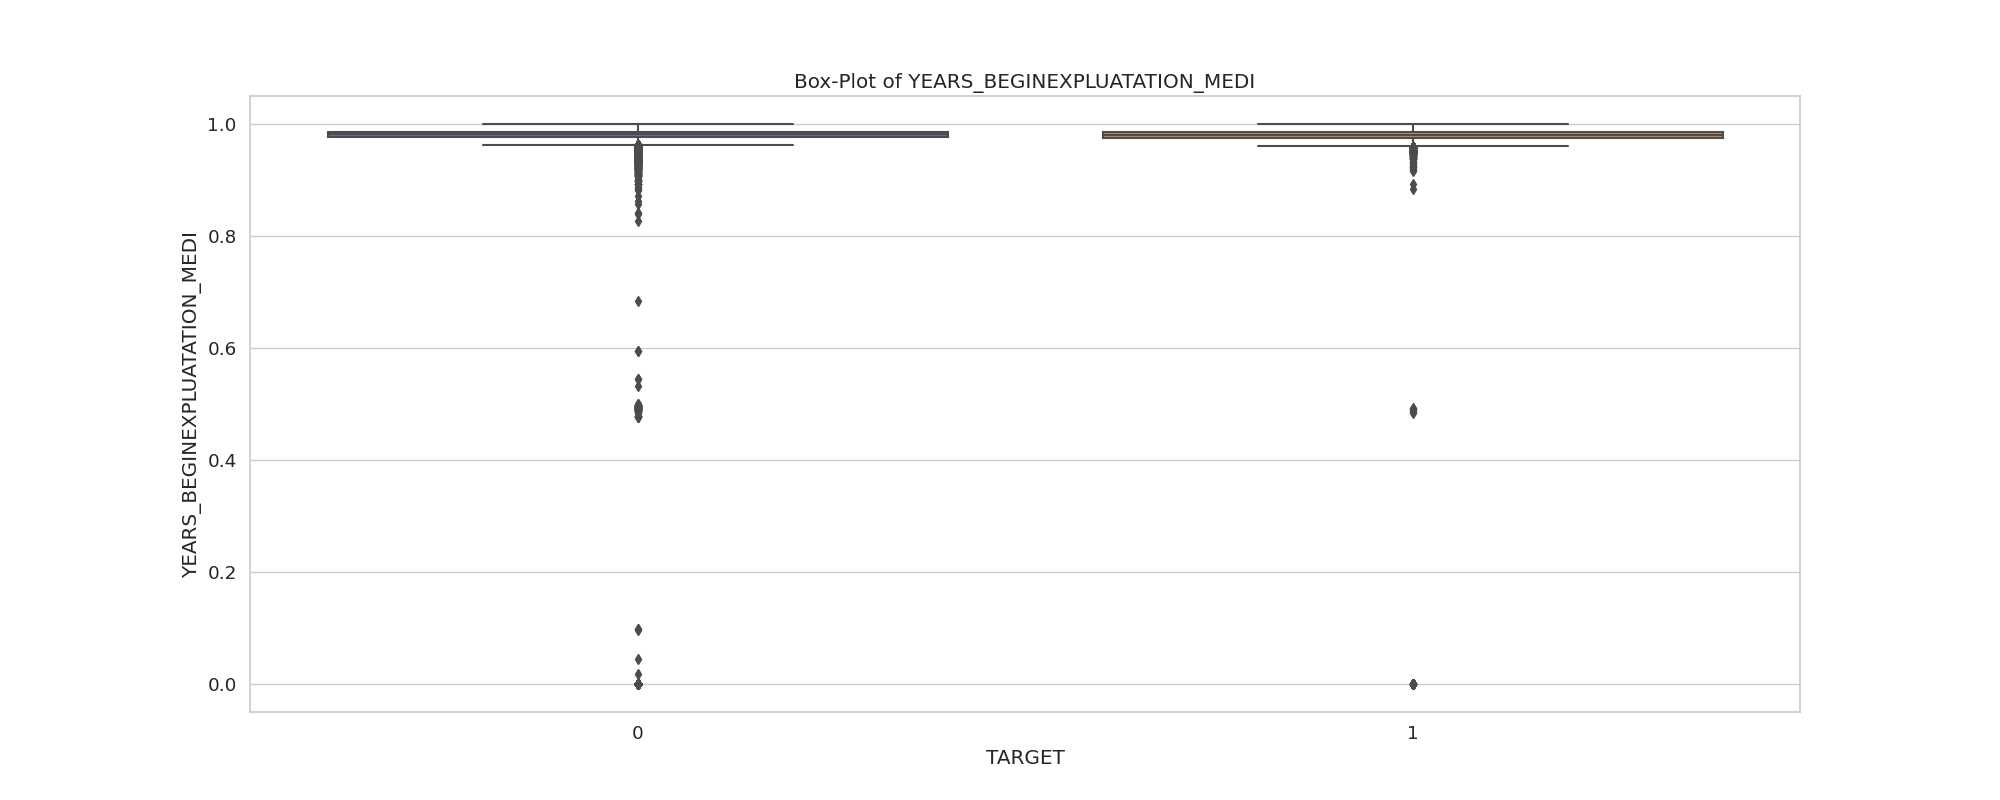 Box-Plot of YEARS_BEGINEXPLUATATION_MEDI
YEARS_BEGINEXPLUATATION_MEDI
1.0
0.8
0.6
0.4
0.2
0.0
0 1
TARGET